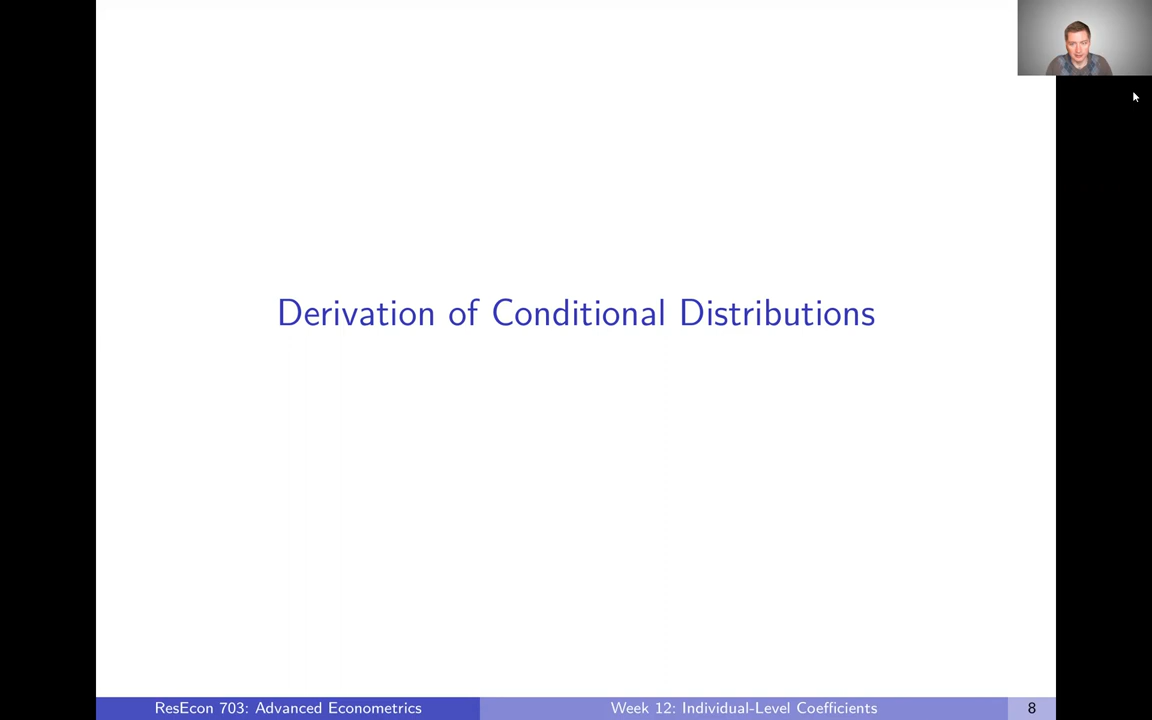 Derivation of Conditional Distributions
ResEcon 703: Advanced Econometrics
Week 12: Individual-Level Coefficients
8